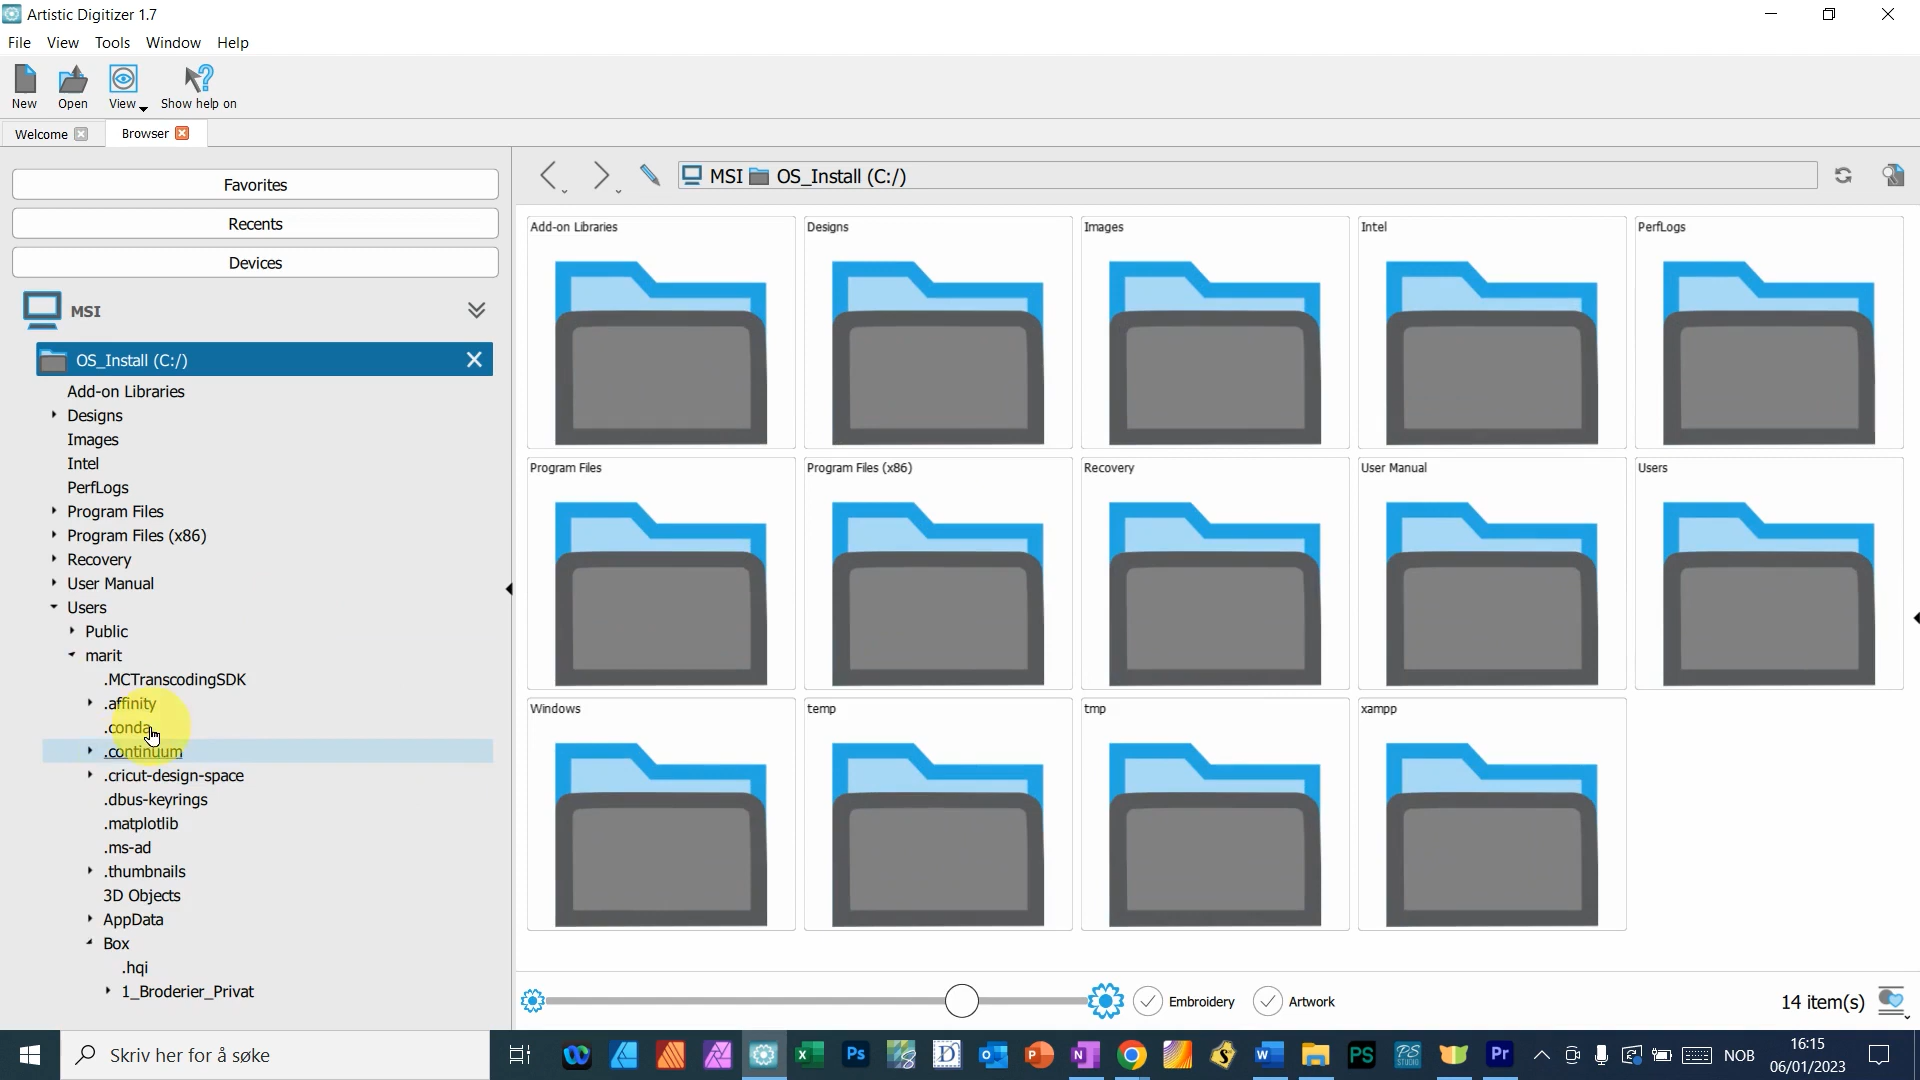 Artistic Digitizer 1.7
File View Tools Window Help
New Open View Show help on
Welcome Browser
Favorites
Recents
Devices
MSI
OS_Install (C:/)
Add-on Libraries
Designs
Images
Intel
PerfLogs
Program Files
Program Files (x86)
Recovery
User Manual
Users
Public
marit
.MCTranscodingSDK
.affinity
.conda
.continuum
.cricut-design-space
.dbus-keyrings
.matplotlib
.ms-ad
.thumbnails
3D Objects
AppData
Box
.hqi
1_Broderier_Privat
MSI OS_Install (C:/)
Add-on Libraries Designs Images Intel PerfLogs
Program Files Program Files (x86) Recovery User Manual Users
Windows temp tmp xampp
Embroidery Artwork 14 item(s)
Skriv her for å søke
Ps
PS
PS
STUDIO
Pr
NOB
16:15
06/01/2023